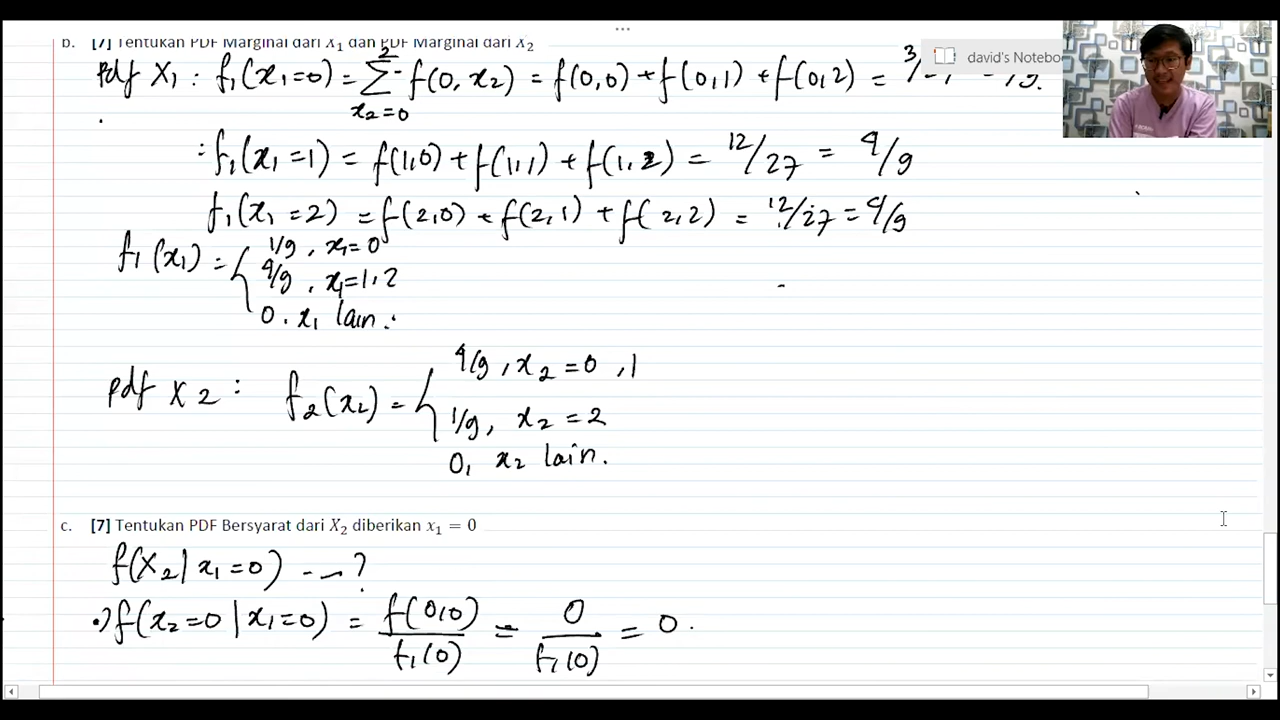 b. [7] Tentukan PDF Marginal dari X₁ dan PDF Marginal dari X₂
david's Notebo
Pdf X₁ : f₁(x₁=0) = Σ f(0, x₂) = f(0,0) + f(0,1) + f(0,2) = 3/
2
x₂=0
: f₁(x₁=1) = f(1,0) + f(1,1) + f(1,2) = 12/27 = 4/9
f₁(x₁=2) = f(2,0) + f(2,1) + f(2,2) = 12/27 = 4/9
f₁(x₁) = { 1/9, x₁=0
4/9, x₁=1,2
0. x₁ lain.
pdf X2 : f₂(x₂) = { 4/9, x₂=0,1
1/9, x₂=2
0, x₂ lain.
c. [7] Tentukan PDF Bersyarat dari X₂ diberikan x₁ = 0
f(X₂|x₁=0) --- ?
•) f(x₂=0|x₁=0) = f(0,0)/f₁(0) = 0/f₁(0) = 0.